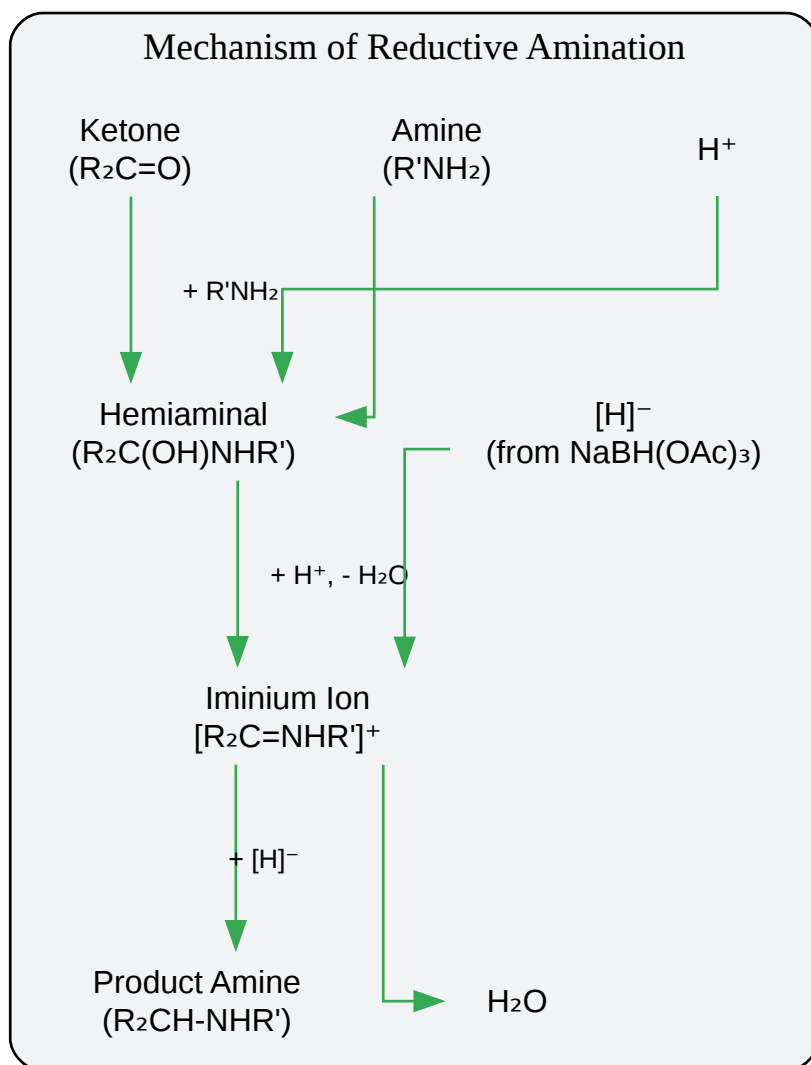 Mechanism of Reductive Amination
Ketone
(R₂C=O)
Amine
(R'NH₂)
H⁺
+ R'NH₂
Hemiaminal
(R₂C(OH)NHR')
[H]⁻
(from NaBH(OAc)₃)
+ H⁺, - H₂O
Iminium Ion
[R₂C=NHR']⁺
+ [H]⁻
Product Amine
(R₂CH-NHR')
H₂O